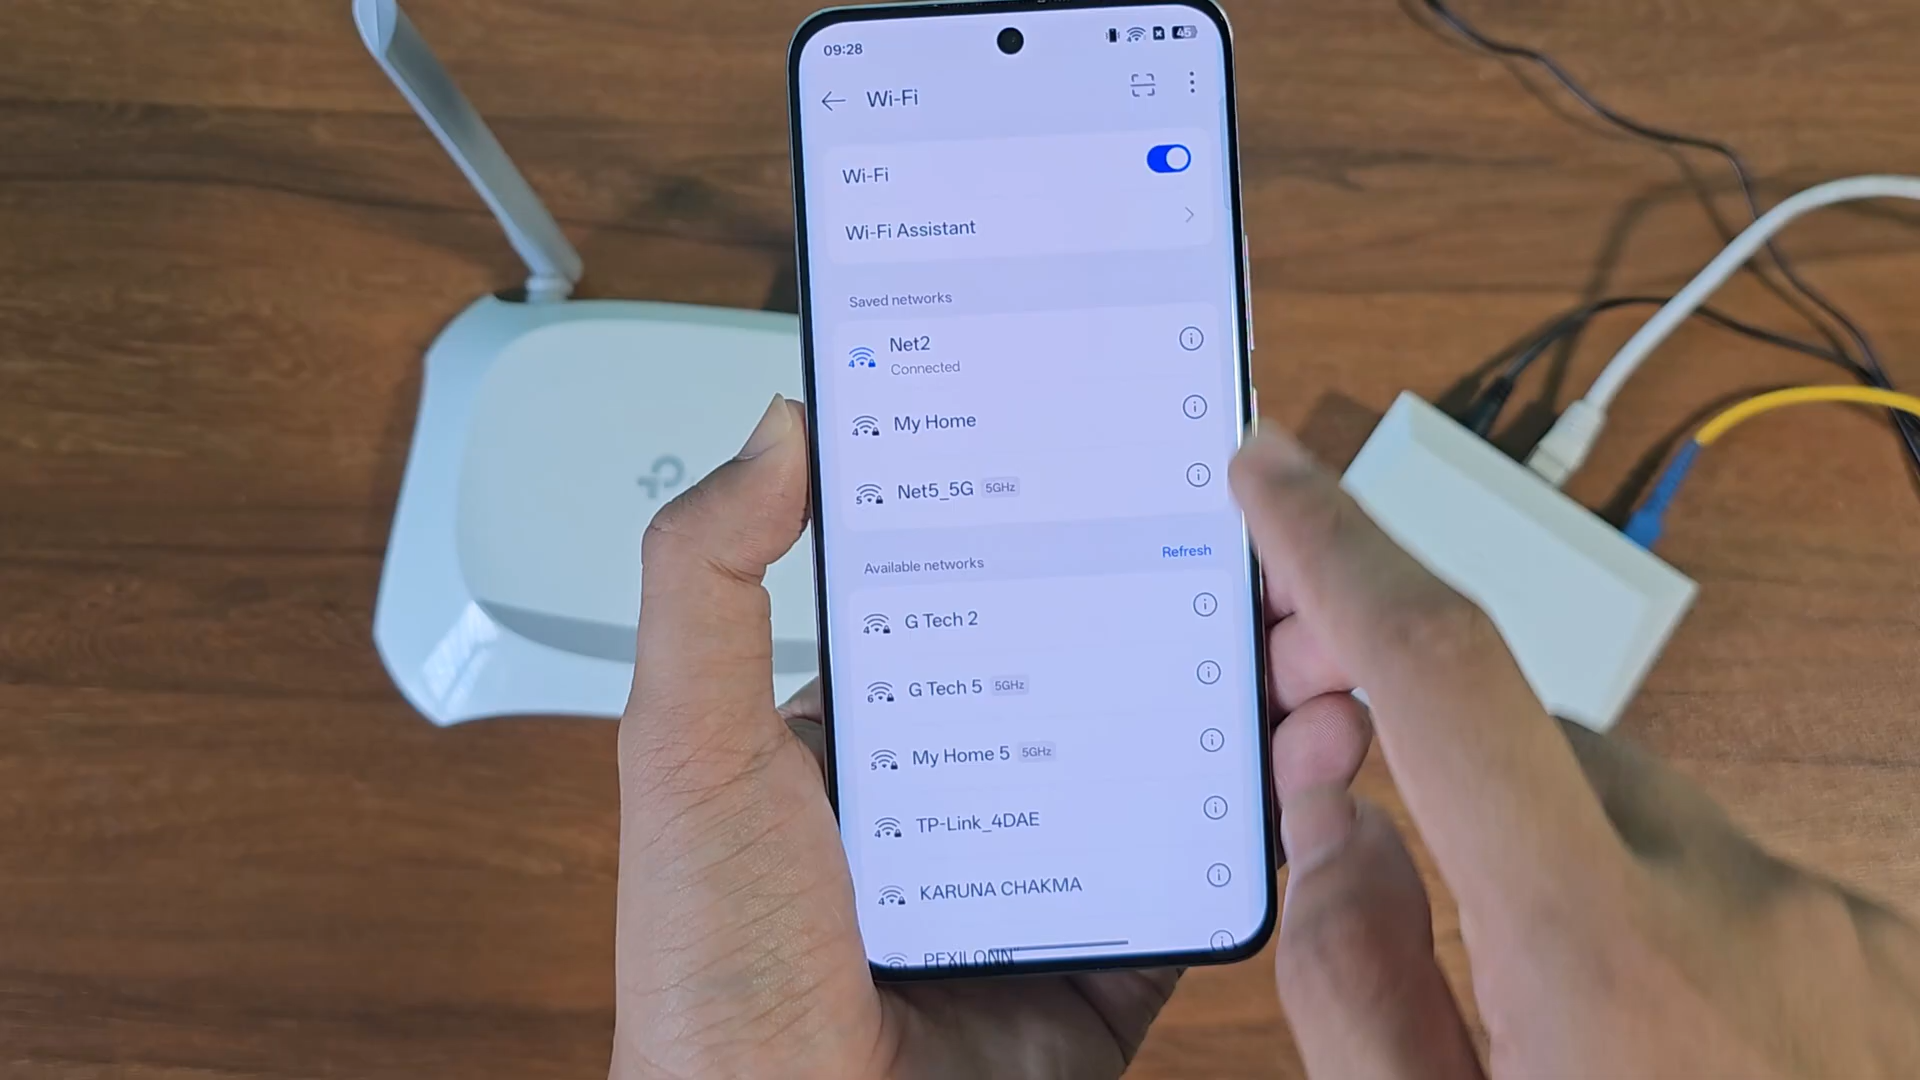 09:28
45
Wi-Fi
Wi-Fi
Wi-Fi Assistant
Saved networks
Net2
Connected
My Home
Net5_5G 5GHz
Available networks
Refresh
G Tech 2
G Tech 5 5GHz
My Home 5 5GHz
TP-Link_4DAE
KARUNA CHAKMA